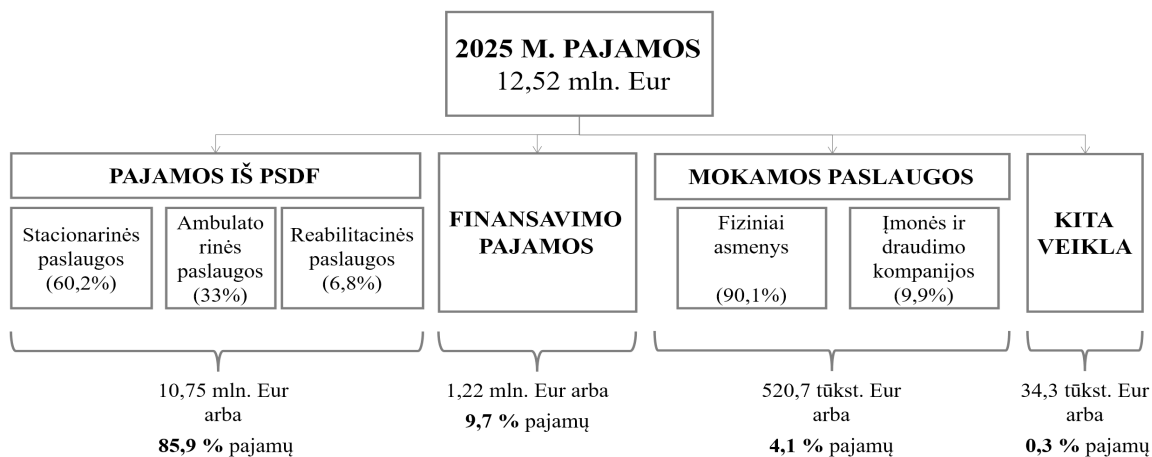 2025 M. PAJAMOS
12,52 mln. Eur
PAJAMOS IŠ PSDF
Stacionarinės
paslaugos
(60,2%)
Ambulato
rinės
paslaugos
(33%)
Reabilitacinės
paslaugos
(6,8%)
10,75 mln. Eur
arba
85,9 % pajamų
FINANSAVIMO
PAJAMOS
1,22 mln. Eur arba
9,7 % pajamų
MOKAMOS PASLAUGOS
Fiziniai
asmenys
(90,1%)
Įmonės ir
draudimo
kompanijos
(9,9%)
520,7 tūkst. Eur
arba
4,1 % pajamų
KITA
VEIKLA
34,3 tūkst. Eur
arba
0,3 % pajamų